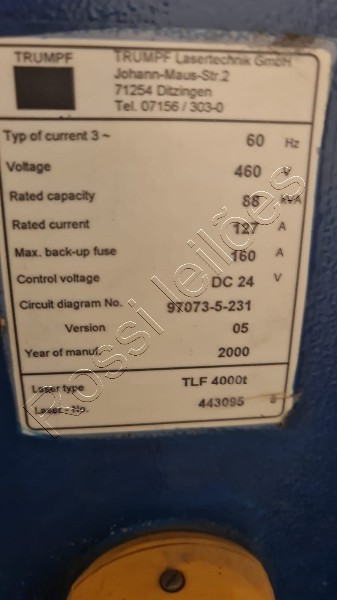 TRUMPF
TRUMPF Lasertechnik GmbH
Johann-Maus-Str.2
71254 Ditzingen
Tel. 07156 / 303-0
Typ of current 3 ~ 60 Hz
Voltage 460 V
Rated capacity 88 kVA
Rated current 127 A
Max. back-up fuse 160 A
Control voltage DC 24 V
Circuit diagram No. 97073-5-231
Version 05
Year of manuf. 2000
Laser type TLF 4000t
Laser - No. 443095
Rossi leilões